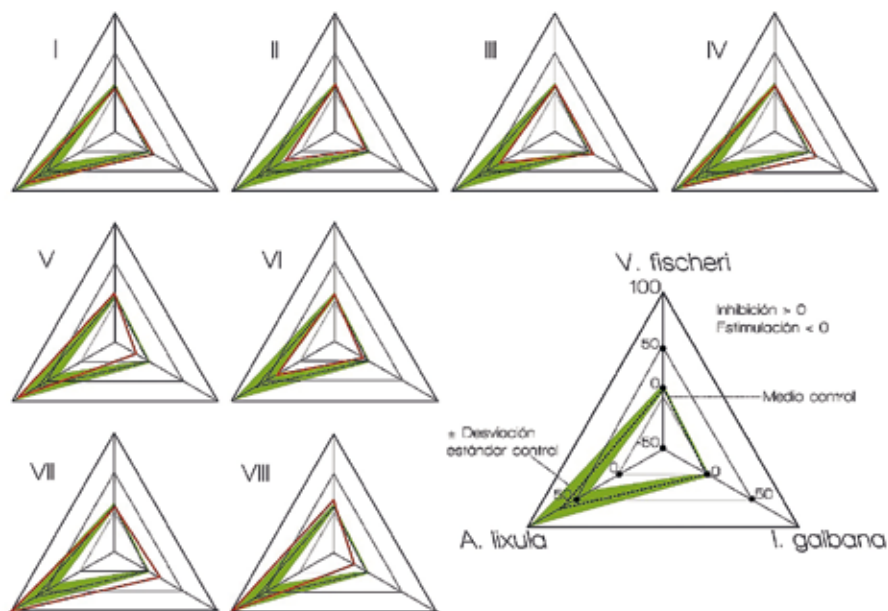 I
II
III
IV
V
VI
VII
VIII
V. fischeri
100
Inhibición > 0
Estimulación < 0
50
0
Medio control
± Desviación
estándar control
-50
0
0
50
50
A. lixula
I. galbana